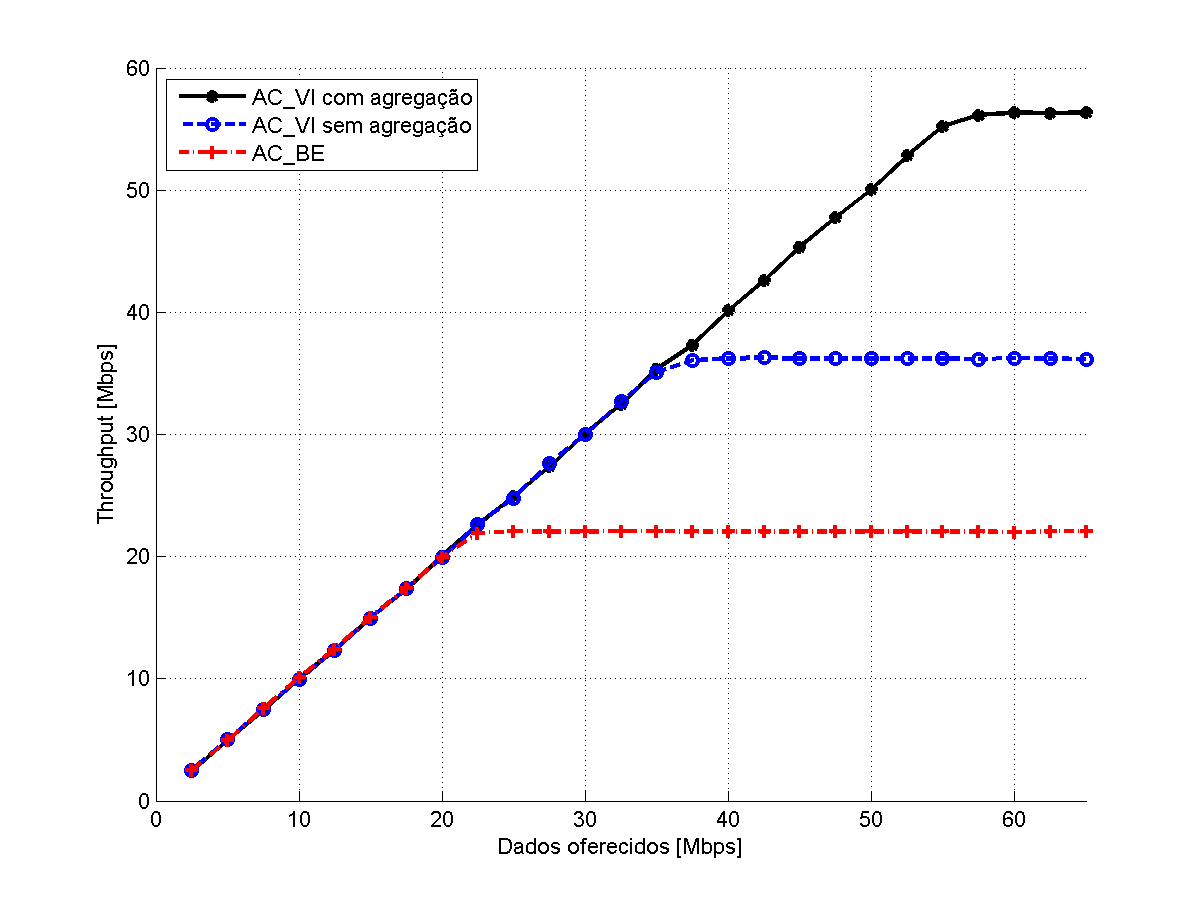 60
50
40
30
20
10
0
Throughput [Mbps]
AC_VI com agregação
AC_VI sem agregação
AC_BE
0 10 20 30 40 50 60
Dados oferecidos [Mbps]